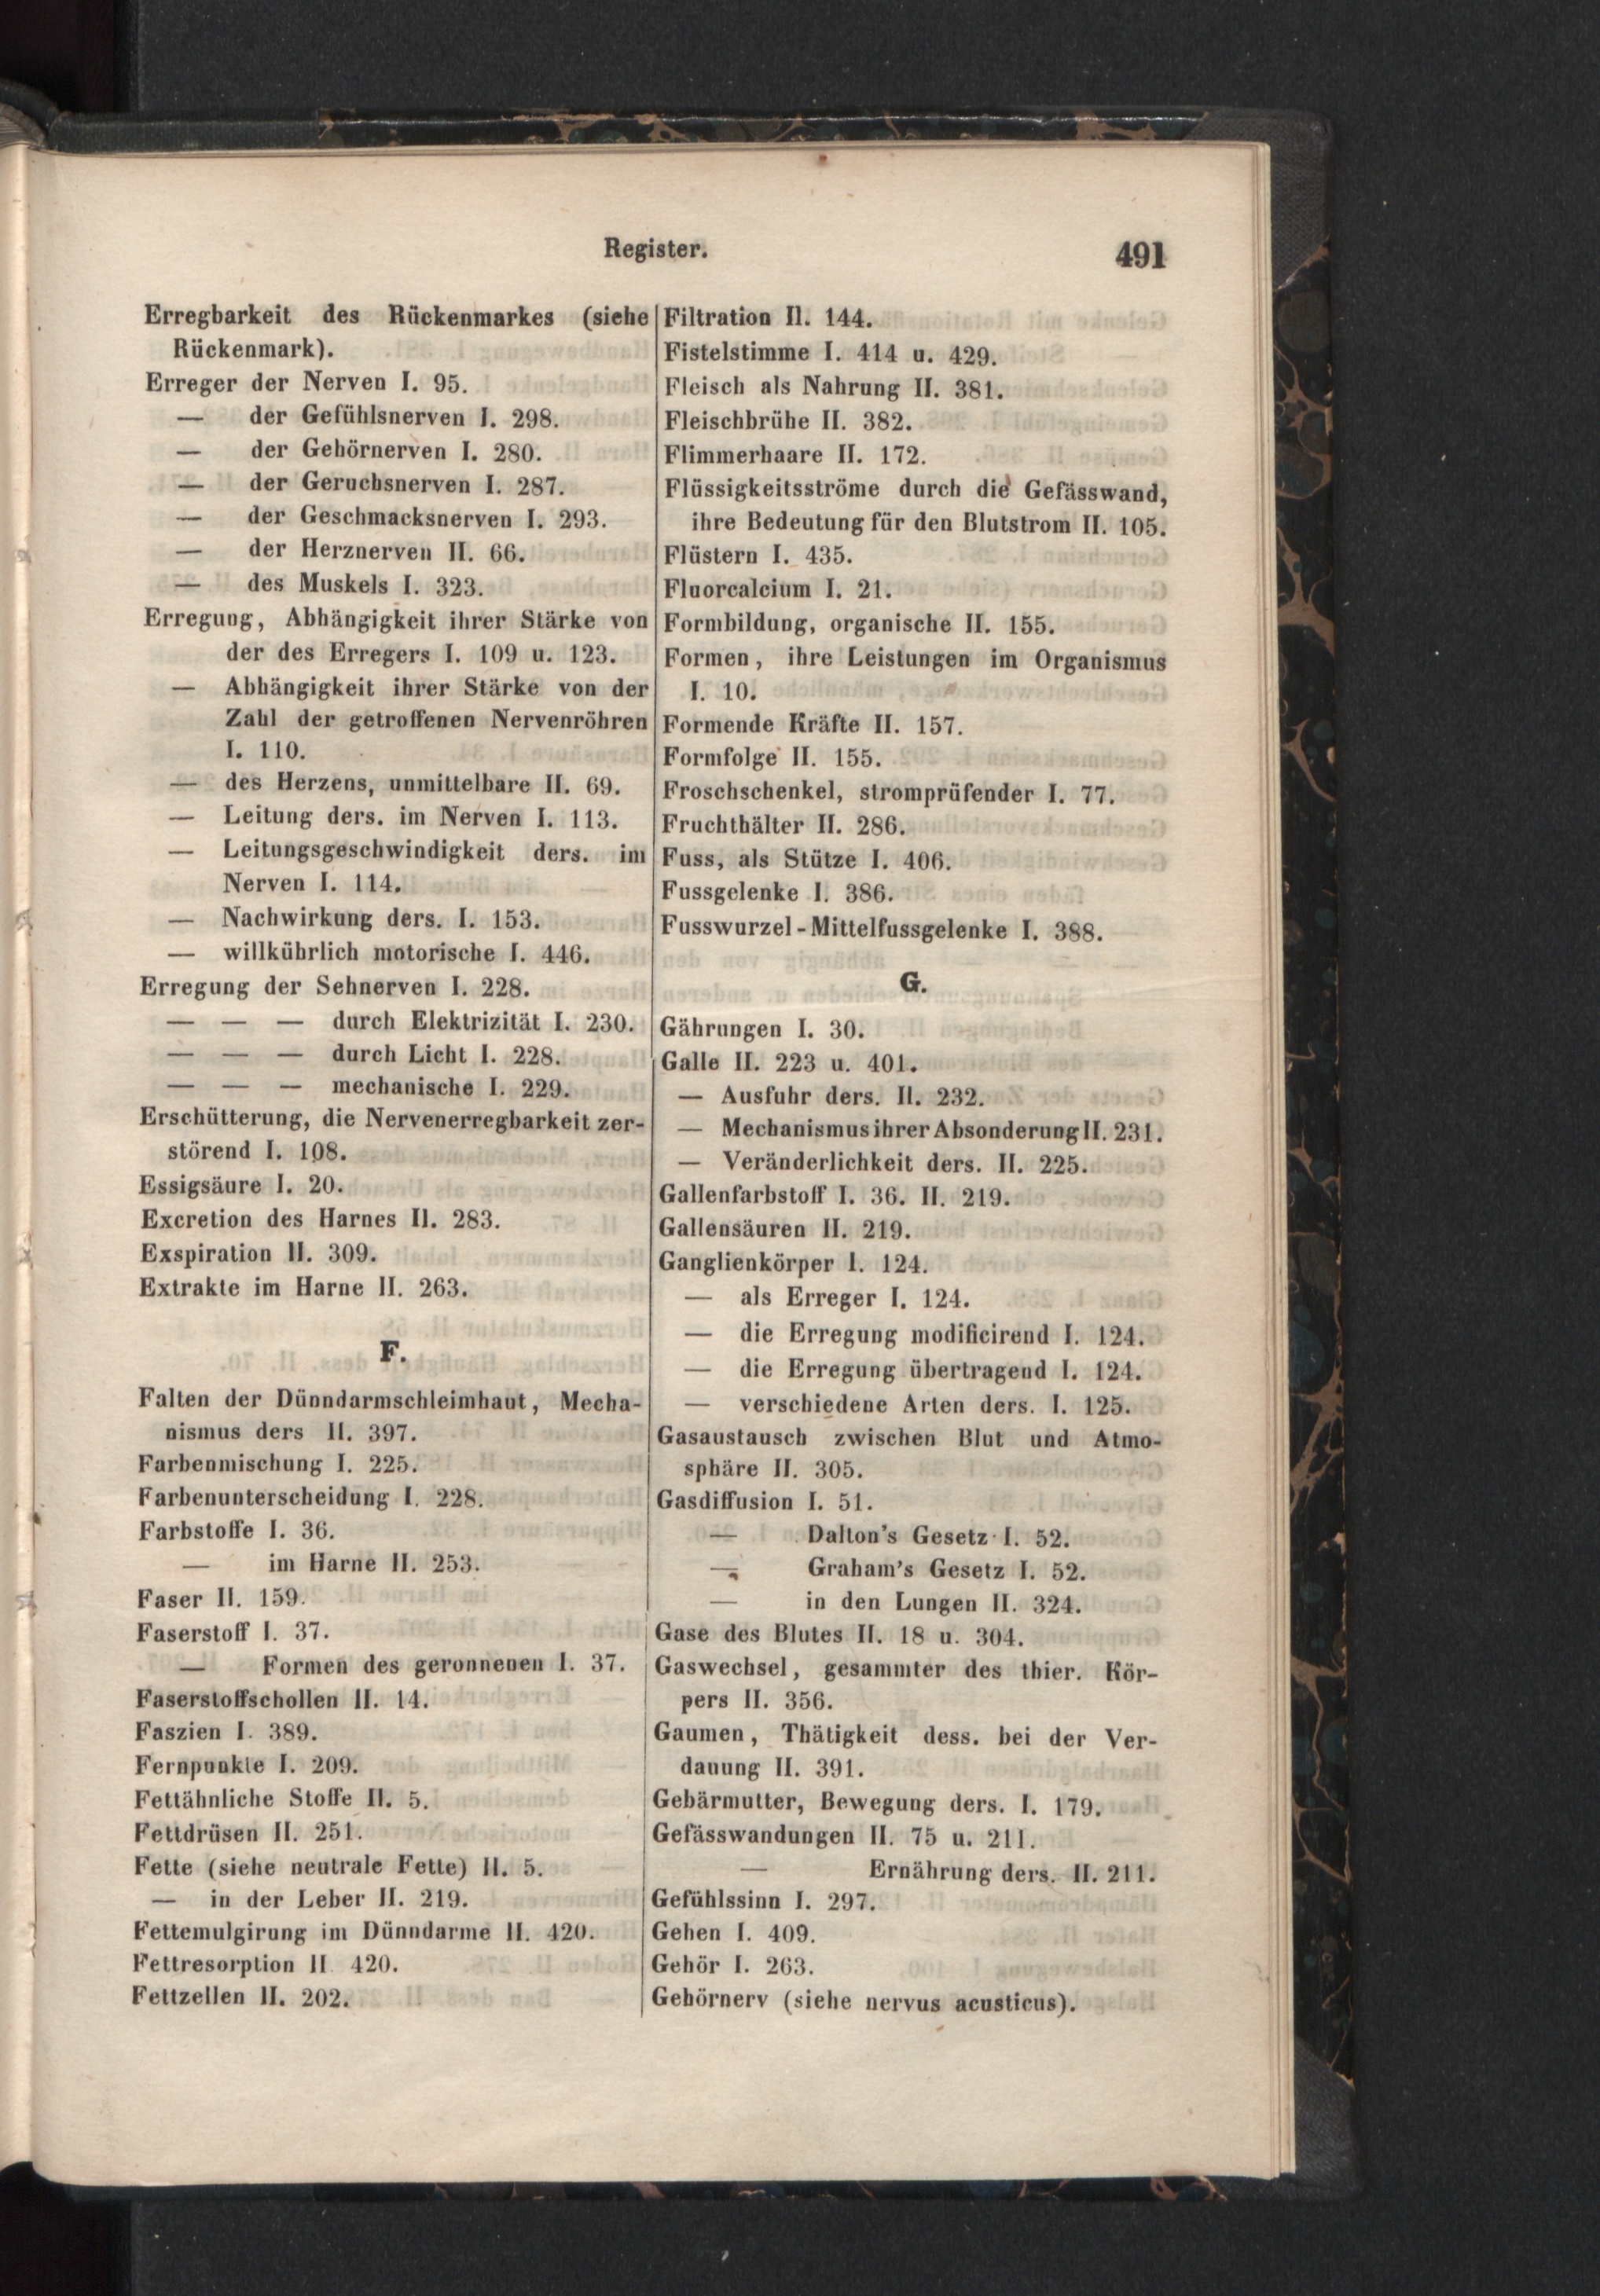 Register.
491
Erregbarkeit des Rückenmarkes (siehe
Rückenmark).
Erreger der Nerven I. 95.
— der Gefühlsnerven I. 298.
— der Gehörnerven I. 280.
— der Geruchsnerven I. 287.
— der Geschmacksnerven I. 293.
— der Herznerven II. 66.
— des Muskels I. 323.
Erregung, Abhängigkeit ihrer Stärke von
der des Erregers I. 109 u. 123.
— Abhängigkeit ihrer Stärke von der
Zahl der getroffenen Nervenröhren
I. 110.
— des Herzens, unmittelbare II. 69.
— Leitung ders. im Nerven I. 113.
— Leitungsgeschwindigkeit ders. im
Nerven I. 114.
— Nachwirkung ders. I. 153.
— willkührlich motorische I. 446.
Erregung der Sehnerven I. 228.
— — — durch Elektrizität I. 230.
— — — durch Licht I. 228.
— — — mechanische I. 229.
Erschütterung, die Nervenerregbarkeit zer-
störend I. 108.
Essigsäure I. 20.
Excretion des Harnes II. 283.
Exspiration II. 309.
Extrakte im Harne II. 263.
F.
Falten der Dünndarmschleimhaut, Mecha-
nismus ders II. 397.
Farbenmischung I. 225.
Farbenunterscheidung I. 228.
Farbstoffe I. 36.
— im Harne II. 253.
Faser II. 159.
Faserstoff I. 37.
— Formen des geronnenen I. 37.
Faserstoffschollen II. 14.
Faszien I. 389.
Fernpunkte I. 209.
Fettähnliche Stoffe II. 5.
Fettdrüsen II. 251.
Fette (siehe neutrale Fette) II. 5.
— in der Leber II. 219.
Fettemulgirung im Dünndarme II. 420.
Fettresorption II 420.
Fettzellen II. 202.
Filtration II. 144.
Fistelstimme I. 414 u. 429.
Fleisch als Nahrung II. 381.
Fleischbrühe II. 382.
Flimmerhaare II. 172.
Flüssigkeitsströme durch die Gefässwand,
ihre Bedeutung für den Blutstrom II. 105.
Flüstern I. 435.
Fluorcalcium I. 21.
Formbildung, organische II. 155.
Formen, ihre Leistungen im Organismus
I. 10.
Formende Kräfte II. 157.
Formfolge II. 155.
Froschschenkel, stromprüfender I. 77.
Fruchthälter II. 286.
Fuss, als Stütze I. 406.
Fussgelenke I. 386.
Fusswurzel-Mittelfussgelenke I. 388.
G.
Gährungen I. 30.
Galle II. 223 u. 401.
— Ausfuhr ders. II. 232.
— Mechanismus ihrer Absonderung II. 231.
— Veränderlichkeit ders. II. 225.
Gallenfarbstoff I. 36. II. 219.
Gallensäuren II. 219.
Ganglienkörper I. 124.
— als Erreger I. 124.
— die Erregung modificirend I. 124.
— die Erregung übertragend I. 124.
— verschiedene Arten ders. I. 125.
Gasaustausch zwischen Blut und Atmo-
sphäre II. 305.
Gasdiffusion I. 51.
— Dalton's Gesetz I. 52.
— Graham's Gesetz I. 52.
— in den Lungen II. 324.
Gase des Blutes II. 18 u. 304.
Gaswechsel, gesammter des thier. Kör-
pers II. 356.
Gaumen, Thätigkeit dess. bei der Ver-
dauung II. 391.
Gebärmutter, Bewegung ders. I. 179.
Gefässwandungen II. 75 u. 211.
— Ernährung ders. II. 211.
Gefühlssinn I. 297.
Gehen I. 409.
Gehör I. 263.
Gehörnerv (siehe nervus acusticus).